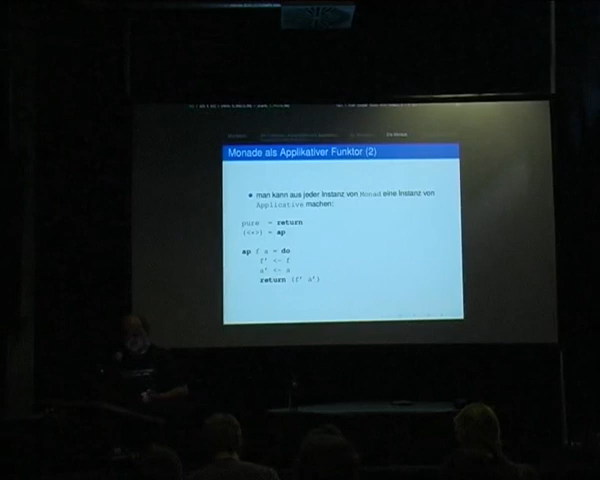 Monade als Applikativer Funktor (2)
man kann aus jeder Instanz von Monad eine Instanz von
Applicative machen:
pure = return
(<*>) = ap
ap f a = do
f' <- f
a' <- a
return (f' a')